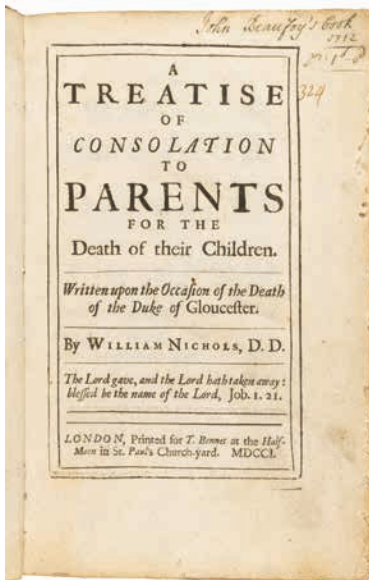 John Beaufoy's Book
1712
324
A
TREATISE
OF
CONSOLATION
TO
PARENTS
FOR THE
Death of their Children.
Written upon the Occaſion of the Death
of the Duke of Glouceſter.
By WILLIAM NICHOLS, D. D.
The Lord gave, and the Lord hath taken away:
bleſſed be the name of the Lord, Job. 1. 21.
LONDON, Printed for T. Bennet at the Half-
Moon in St. Paul's Church-yard. MDCCI.